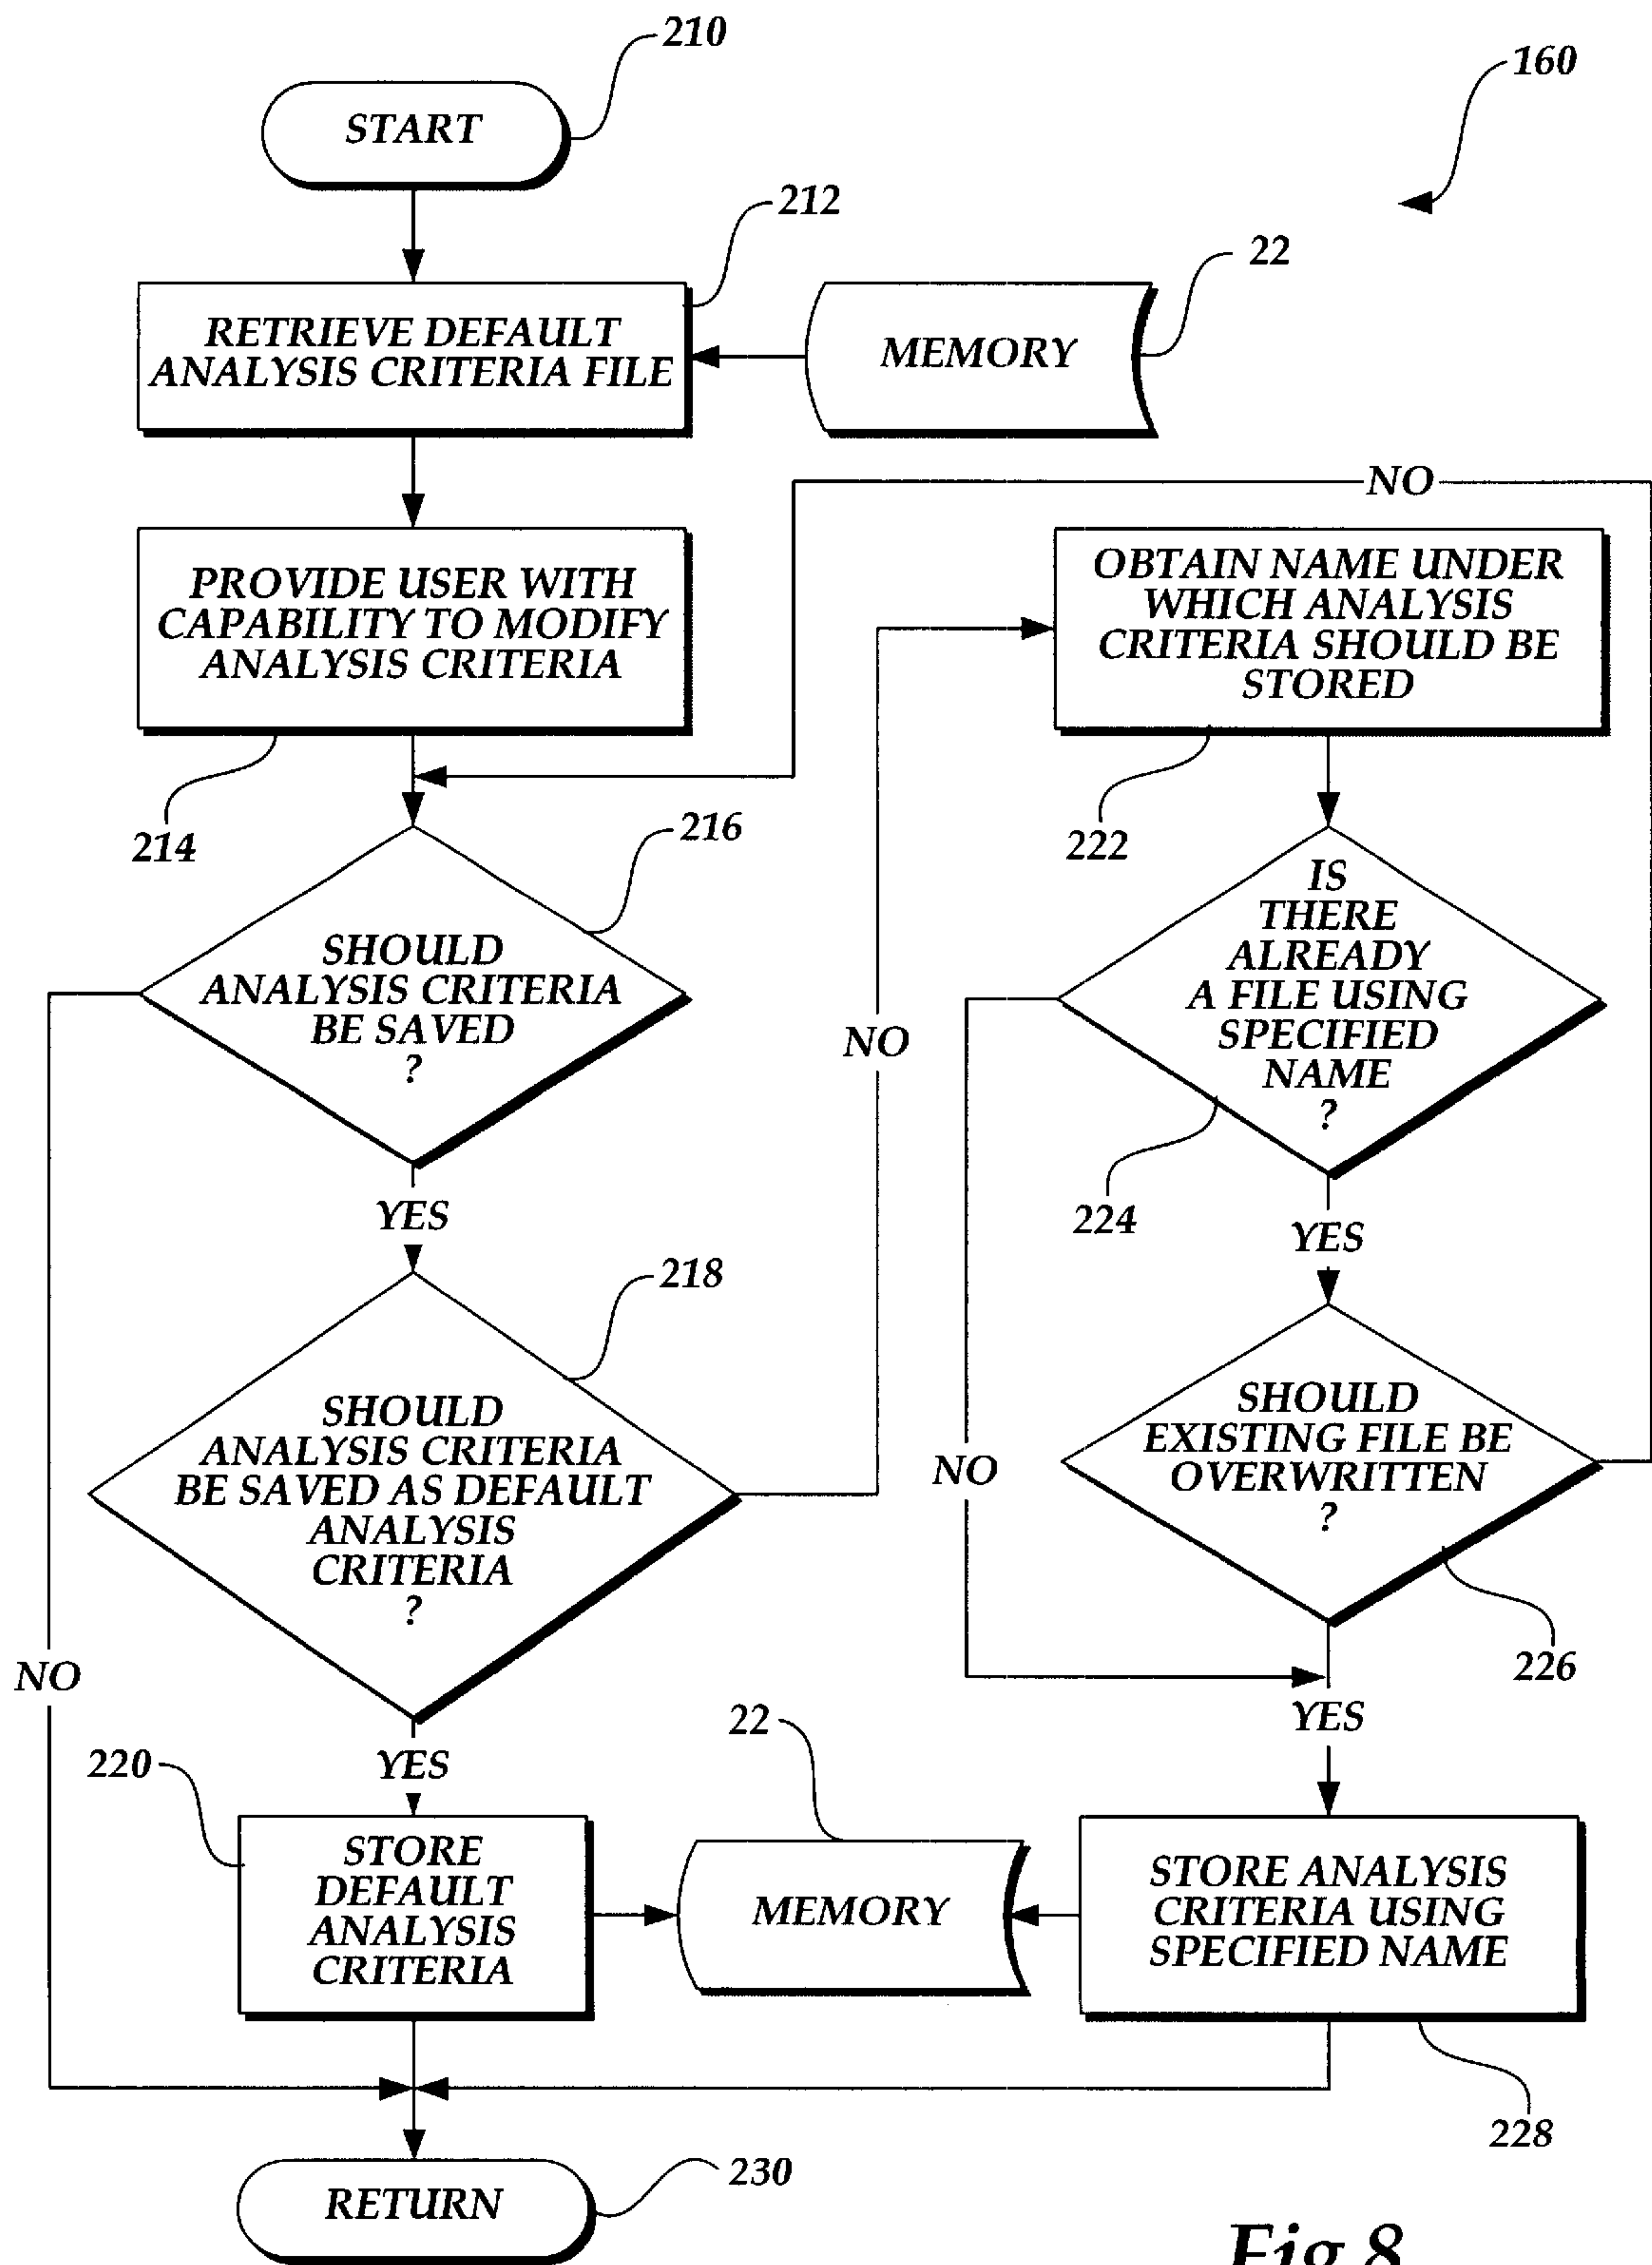 210
START
160
212
22
RETRIEVE DEFAULT
ANALYSIS CRITERIA FILE
MEMORY
NO
PROVIDE USER WITH
CAPABILITY TO MODIFY
ANALYSIS CRITERIA
214
OBTAIN NAME UNDER
WHICH ANALYSIS
CRITERIA SHOULD BE
STORED
222
216
SHOULD
ANALYSIS CRITERIA
BE SAVED
?
NO
YES
NO
IS
THERE
ALREADY
A FILE USING
SPECIFIED
NAME
?
224
YES
NO
218
SHOULD
ANALYSIS CRITERIA
BE SAVED AS DEFAULT
ANALYSIS
CRITERIA
?
YES
SHOULD
EXISTING FILE BE
OVERWRITTEN
?
226
YES
220
STORE
DEFAULT
ANALYSIS
CRITERIA
22
MEMORY
STORE ANALYSIS
CRITERIA USING
SPECIFIED NAME
228
RETURN
230
Fig.8